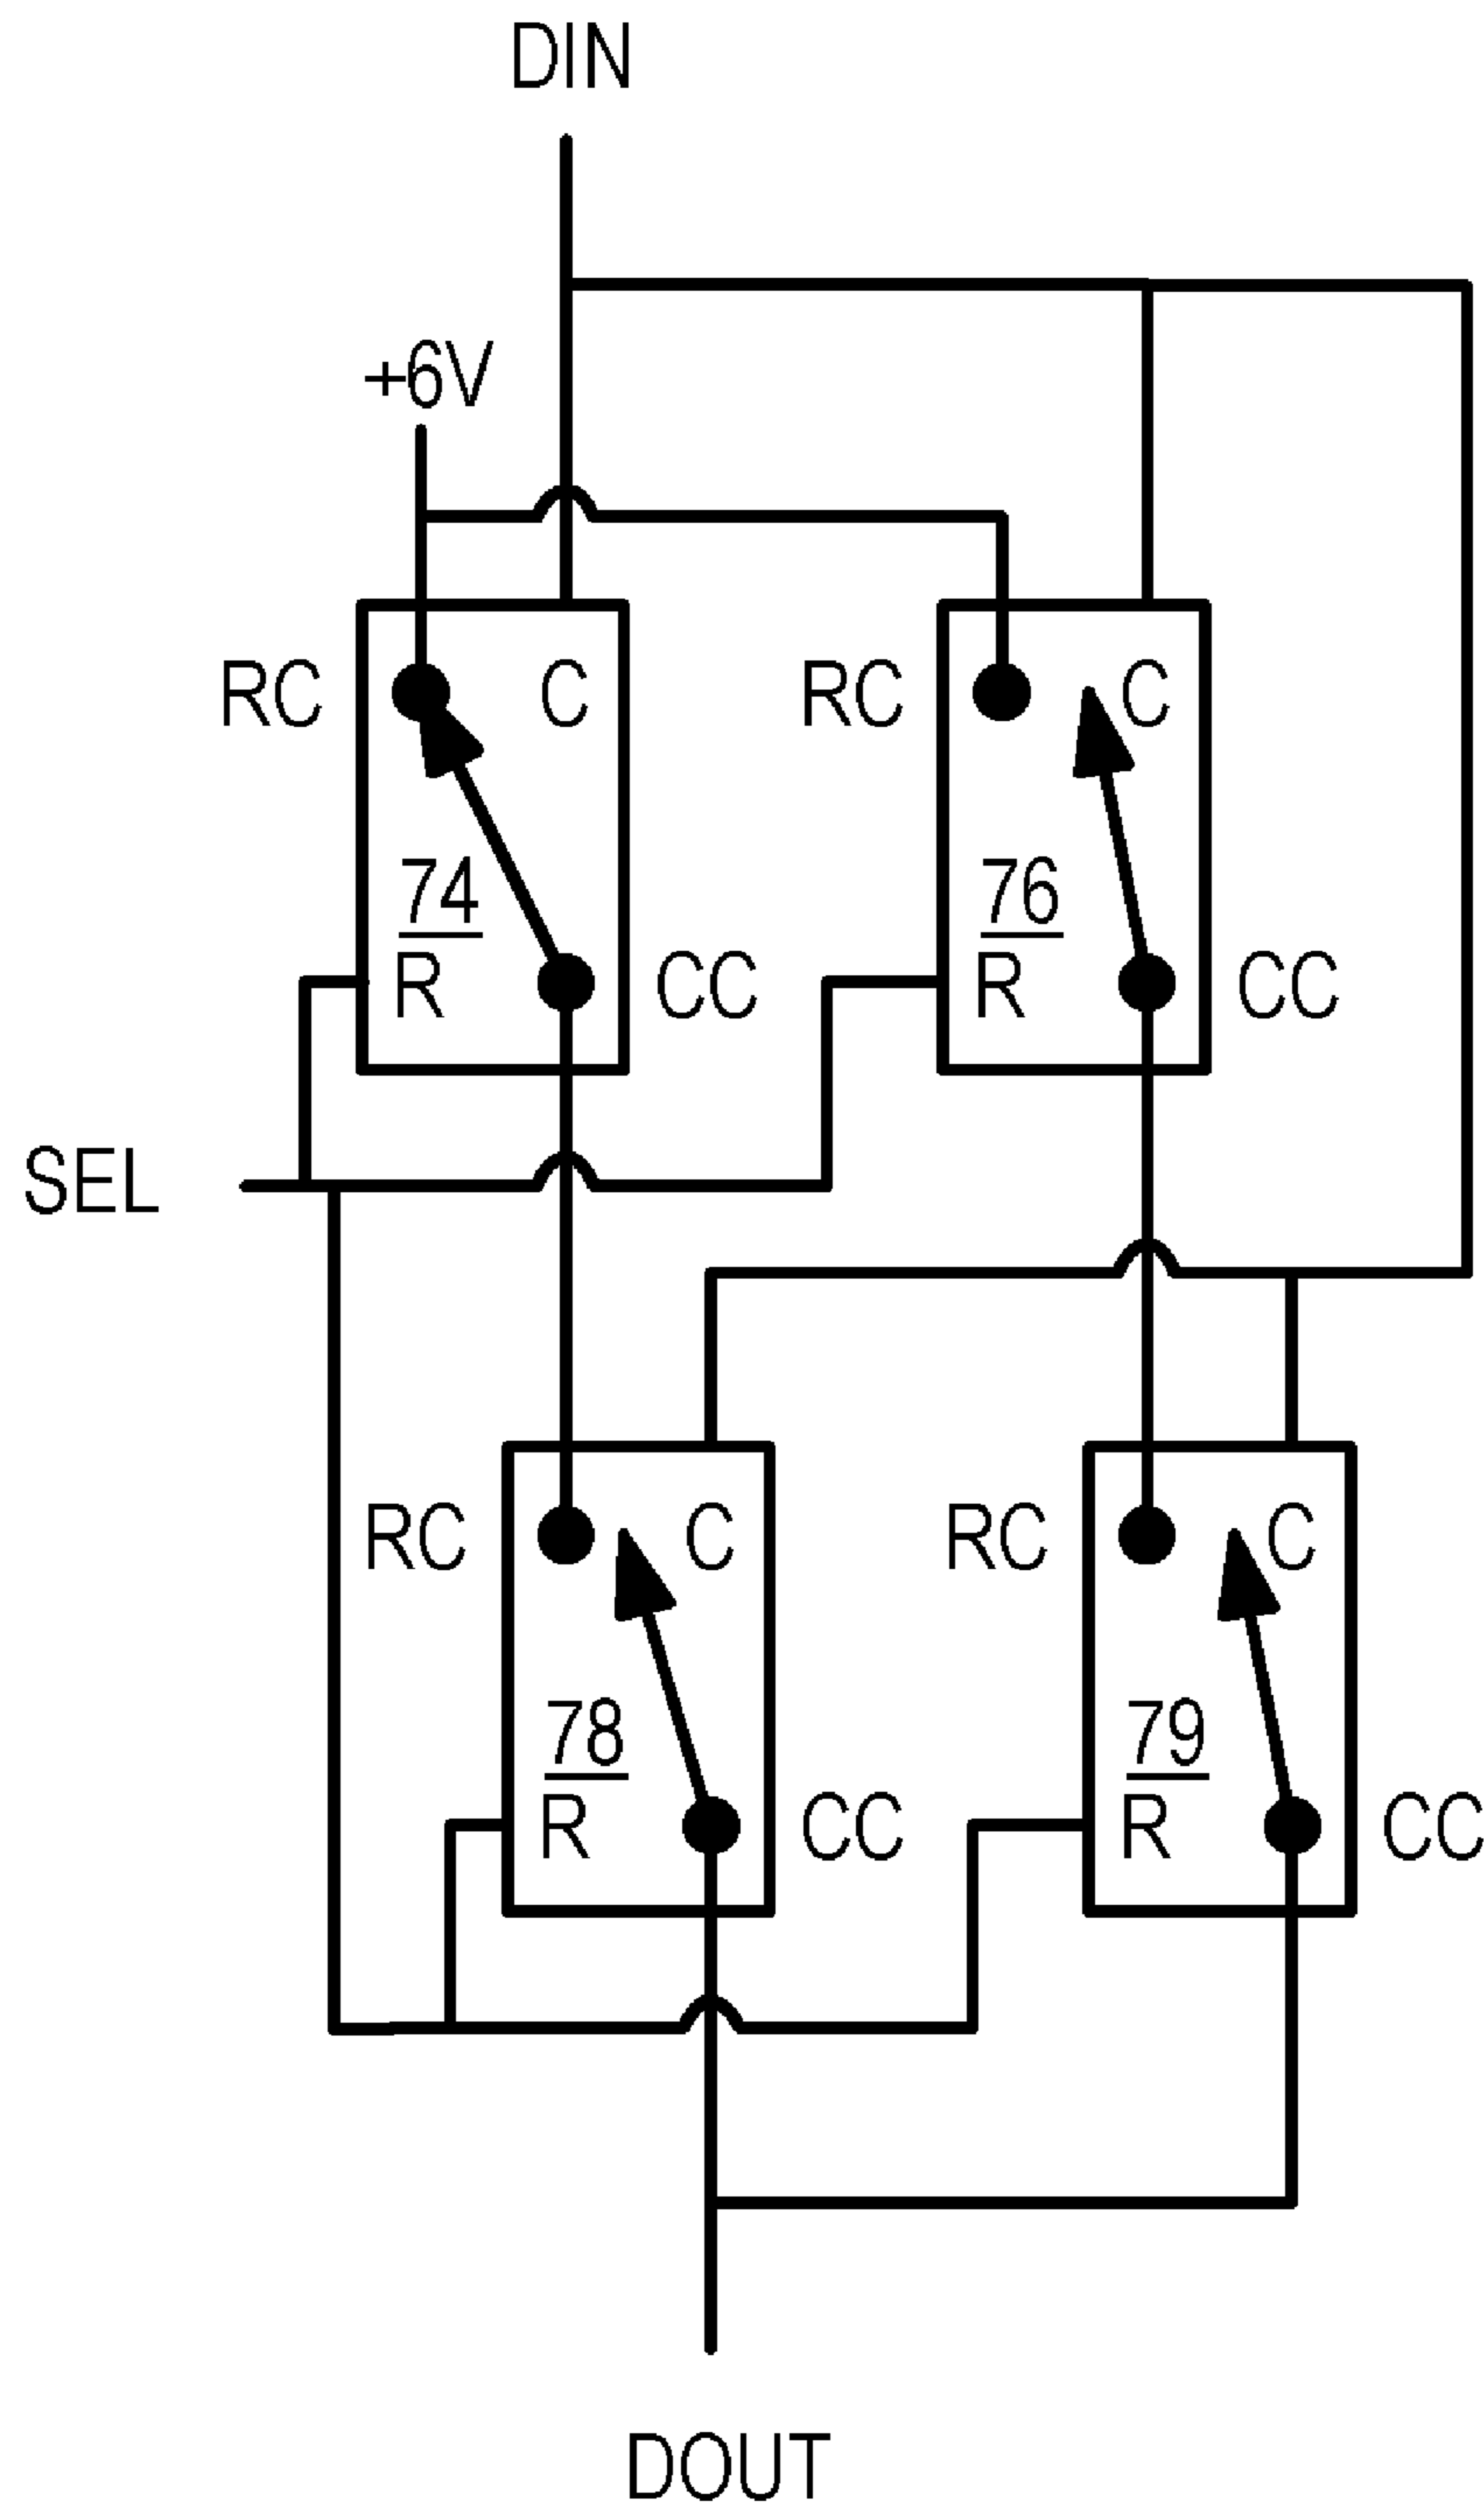 DIN
+6V
RC C RC C
74 76
R CC R CC
SEL
RC C RC C
78 79
R CC R CC
DOUT